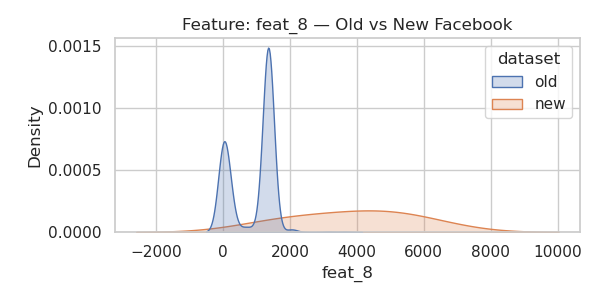 Feature: feat_8 — Old vs New Facebook
0.0015
0.0010
0.0005
0.0000
Density
dataset
old
new
−2000
0
2000
4000
6000
8000
10000
feat_8